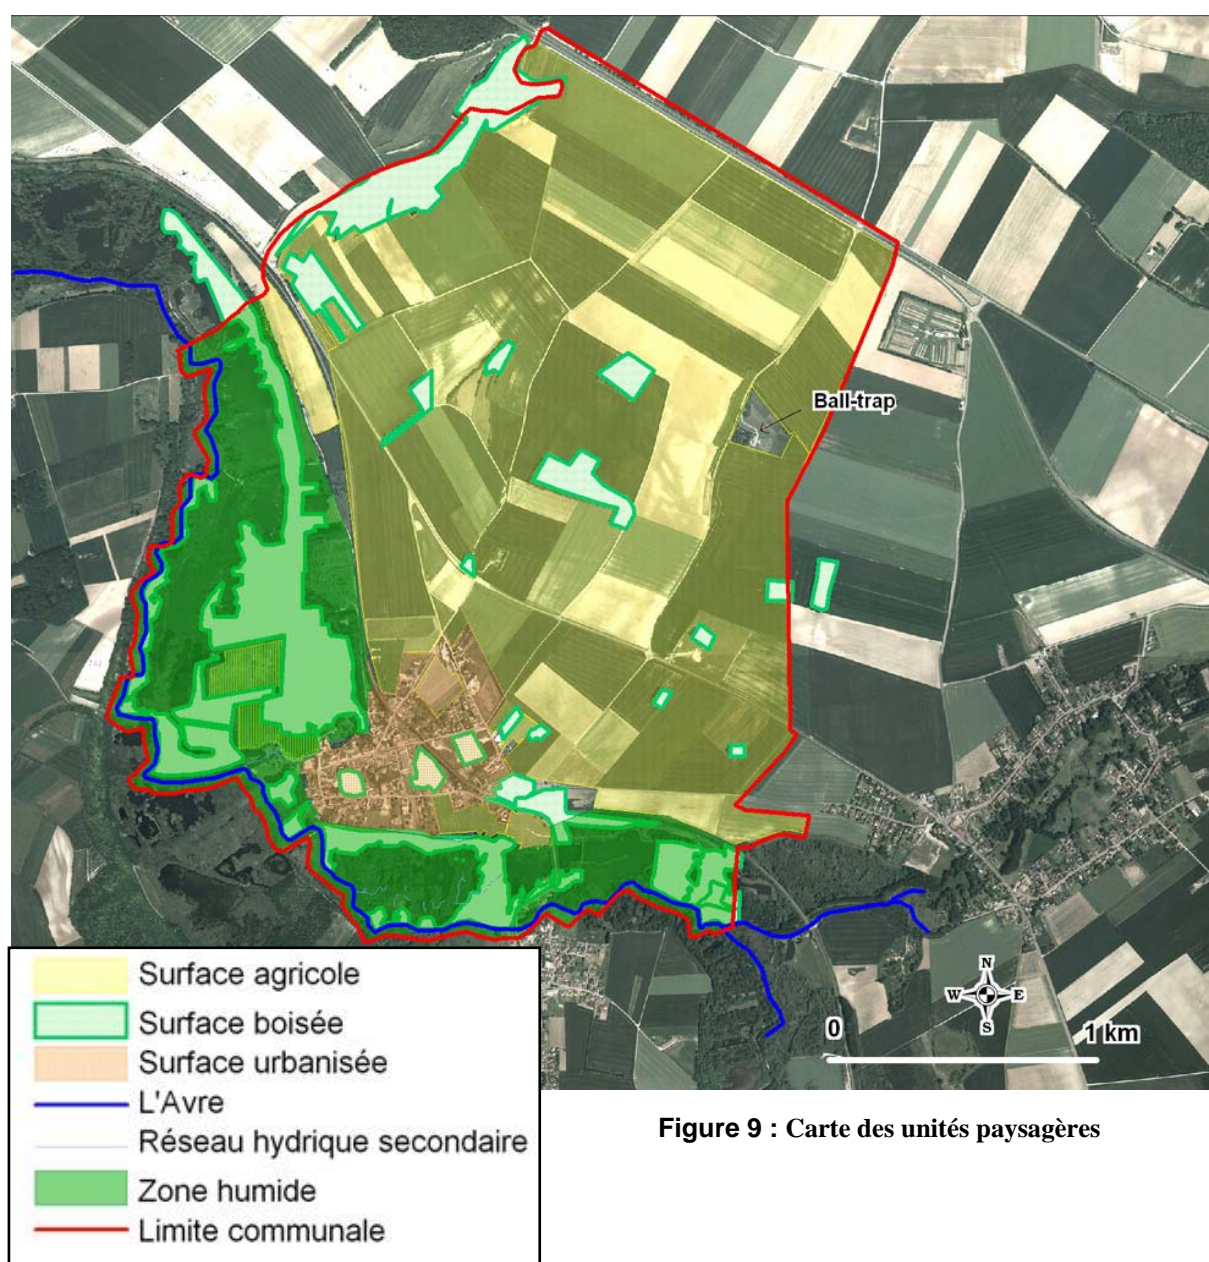 Ball-trap
N
W E
S
0 1 km
Surface agricole
Surface boisée
Surface urbanisée
L'Avre
Réseau hydrique secondaire
Zone humide
Limite communale
Figure 9 : Carte des unités paysagères